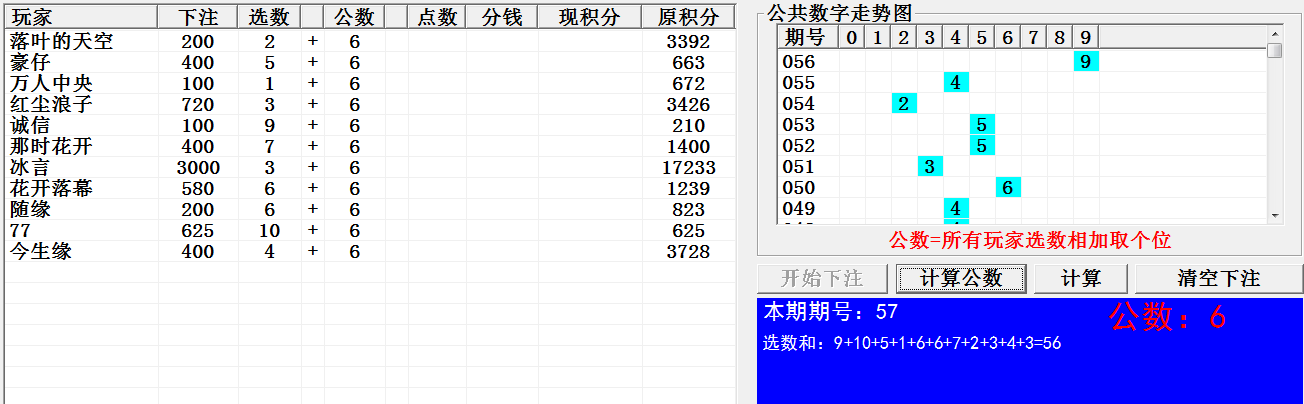 玩家 下注 选数 公数 点数 分钱 现积分 原积分
落叶的天空 200 2 + 6 3392
豪仔 400 5 + 6 663
万人中央 100 1 + 6 672
红尘浪子 720 3 + 6 3426
诚信 100 9 + 6 210
那时花开 400 7 + 6 1400
冰言 3000 3 + 6 17233
花开落幕 580 6 + 6 1239
随缘 200 6 + 6 823
77 625 10 + 6 625
今生缘 400 4 + 6 3728
公共数字走势图
期号 0 1 2 3 4 5 6 7 8 9
056 9
055 4
054 2
053 5
052 5
051 3
050 6
049 4
公数=所有玩家选数相加取个位
开始下注 计算公数 计算 清空下注
本期期号：57 公数：6
选数和：9+10+5+1+6+6+7+2+3+4+3=56